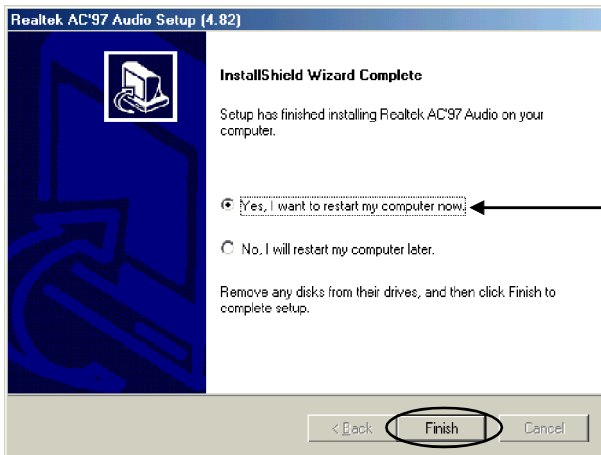 Realtek AC'97 Audio Setup (4.82)
InstallShield Wizard Complete
Setup has finished installing Realtek AC'97 Audio on your
computer.
Yes, I want to restart my computer now.
No, I will restart my computer later.
Remove any disks from their drives, and then click Finish to
complete setup.
< Back Finish Cancel